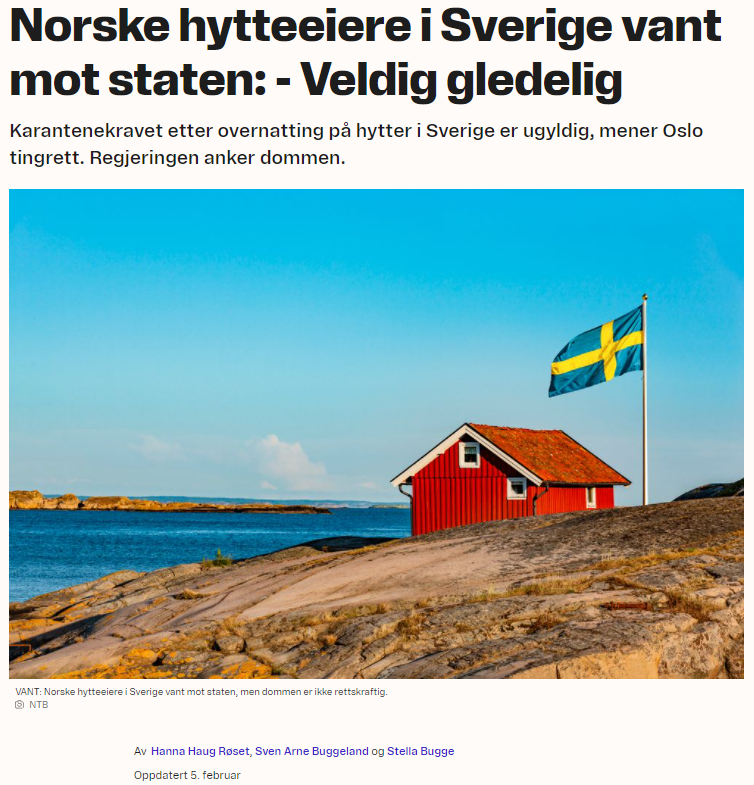 Norske hytteeiere i Sverige vant
mot staten: - Veldig gledelig
Karantenekravet etter overnatting på hytter i Sverige er ugyldig, mener Oslo
tingrett. Regjeringen anker dommen.
VANT: Norske hytteeiere i Sverige vant mot staten, men dommen er ikke rettskraftig.
NTB
Av Hanna Haug Røset, Sven Arne Buggeland og Stella Bugge
Oppdatert 5. februar